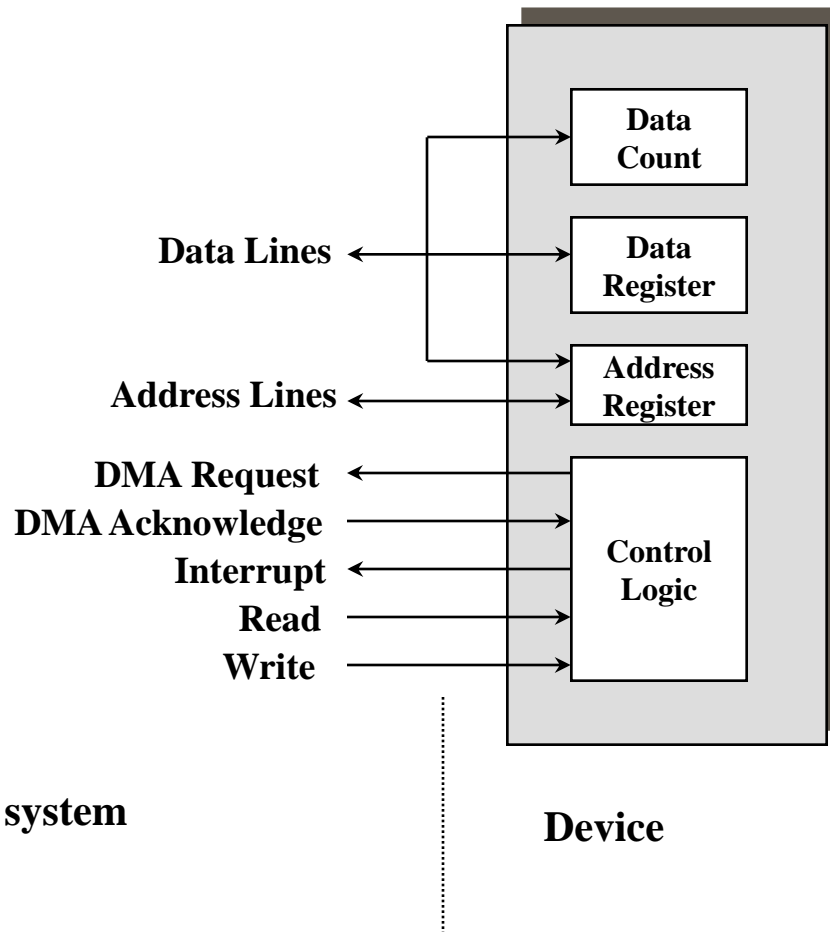 Data
Count
Data Lines
Data
Register
Address Lines
Address
Register
DMA Request
DMA Acknowledge
Interrupt
Read
Write
Control
Logic
system
Device